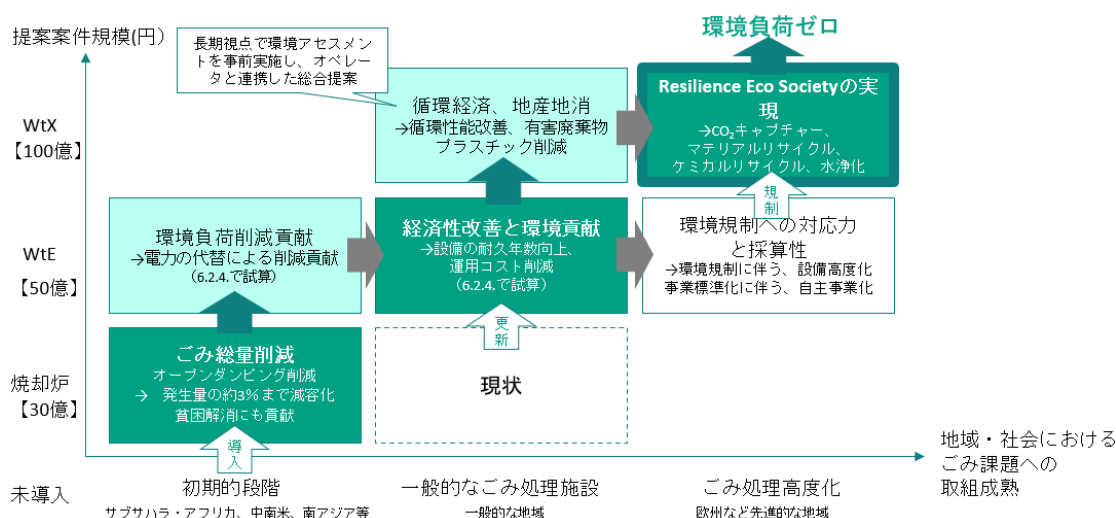 環境負荷ゼロ
提案案件規模(円)
長期視点で環境アセスメン
トを事前実施し、オペレー
タと連携した総合提案
WtX
【100億】
循環経済、地産地消
→循環性能改善、有害廃棄物
プラスチック削減
Resilience Eco Societyの実
現
→CO₂キャプチャー、
マテリアルリサイクル、
ケミカルリサイクル、水浄化
規制
WtE
【50億】
環境負荷削減貢献
→電力の代替による削減貢献
（6.2.4.で試算）
経済性改善と環境貢献
→設備の耐久年数向上、
運用コスト削減
（6.2.4.で試算）
環境規制への対応力
と採算性
→環境規制に伴う、設備高度化
事業標準化に伴う、自主事業化
更新
焼却炉
【30億】
ごみ総量削減
オープンダンピング削減
→ 発生量の約3%まで減容化
貧困解消にも貢献
現状
導入
地域・社会における
ごみ課題への
取組成熟
未導入
初期的段階
サブサハラ・アフリカ、中南米、南アジア等
一般的なごみ処理施設
一般的な地域
ごみ処理高度化
欧州など先進的な地域